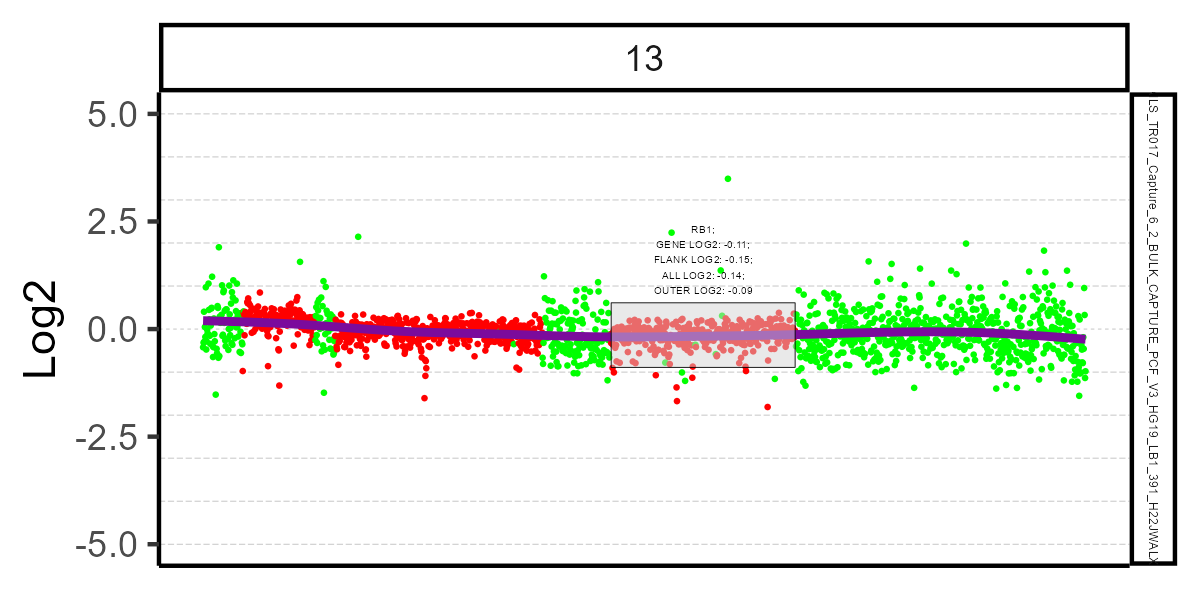 13
Log2
5.0
2.5
0.0
-2.5
-5.0
RB1;
GENE LOG2: -0.11;
FLANK LOG2: -0.15;
ALL LOG2: -0.14;
OUTER LOG2: -0.09
LS_TR017_Capture_6_2_BULK_CAPTURE_PCF_V3_HG19_LB1_391_H22JWALX